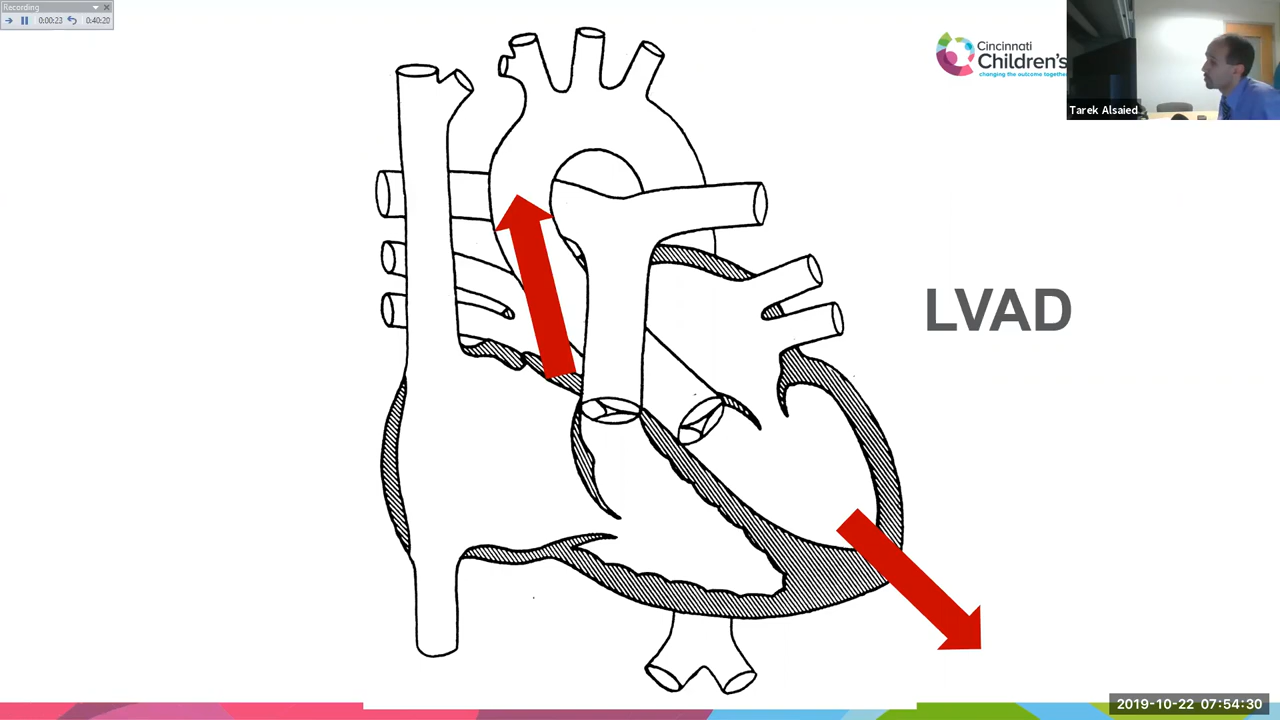 Recording
0:00:23
0:40:20
Cincinnati
Children's
changing the outcome together
Tarek Alsaied
LVAD
2019-10-22 07:54:30